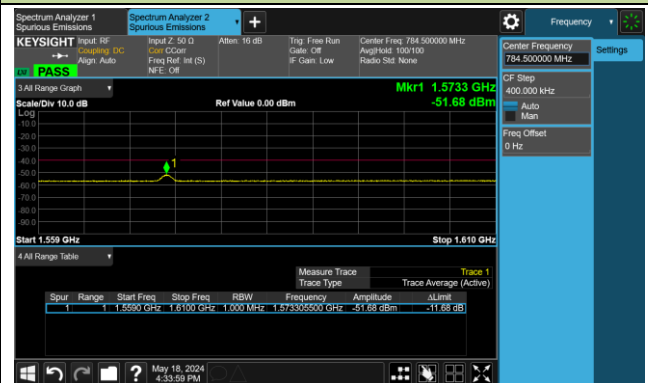 Spectrum Analyzer 1
Spurious Emissions
Spectrum Analyzer 2
Spurious Emissions
Frequency
KEYSIGHT
Input: RF
Coupling: DC
Align: Auto
Input Z: 50 Ω
Corr CCorr
Freq Ref: Int (S)
NFE: Off
Atten: 16 dB
Trig: Free Run
Gate: Off
IF Gain: Low
Center Freq: 784.500000 MHz
Avg|Hold: 100/100
Radio Std: None
PASS
Center Frequency
784.500000 MHz
Settings
CF Step
400.000 kHz
Auto
Man
Freq Offset
0 Hz
3 All Range Graph
Mkr1 1.5733 GHz
Scale/Div 10.0 dB
Ref Value 0.00 dBm
-51.68 dBm
Log
-10.0
-20.0
-30.0
-40.0
-50.0
-60.0
-70.0
-80.0
-90.0
1
Start 1.559 GHz
Stop 1.610 GHz
4 All Range Table
Measure Trace Trace 1
Trace Type Trace Average (Active)
Spur Range Start Freq Stop Freq RBW Frequency Amplitude ΔLimit
1 1 1.5590 GHz 1.6100 GHz 1.000 MHz 1.573305500 GHz -51.68 dBm -11.68 dB
?
May 18, 2024
4:33:59 PM